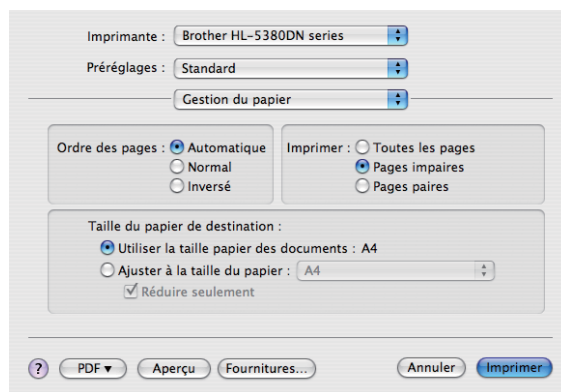 Imprimante : Brother HL-5380DN series
Préréglages : Standard
Gestion du papier
Ordre des pages : Automatique
Normal
Inversé
Imprimer : Toutes les pages
Pages impaires
Pages paires
Taille du papier de destination :
Utiliser la taille papier des documents : A4
Ajuster à la taille du papier : A4
Réduire seulement
? PDF ▼ Aperçu Fournitures... Annuler Imprimer